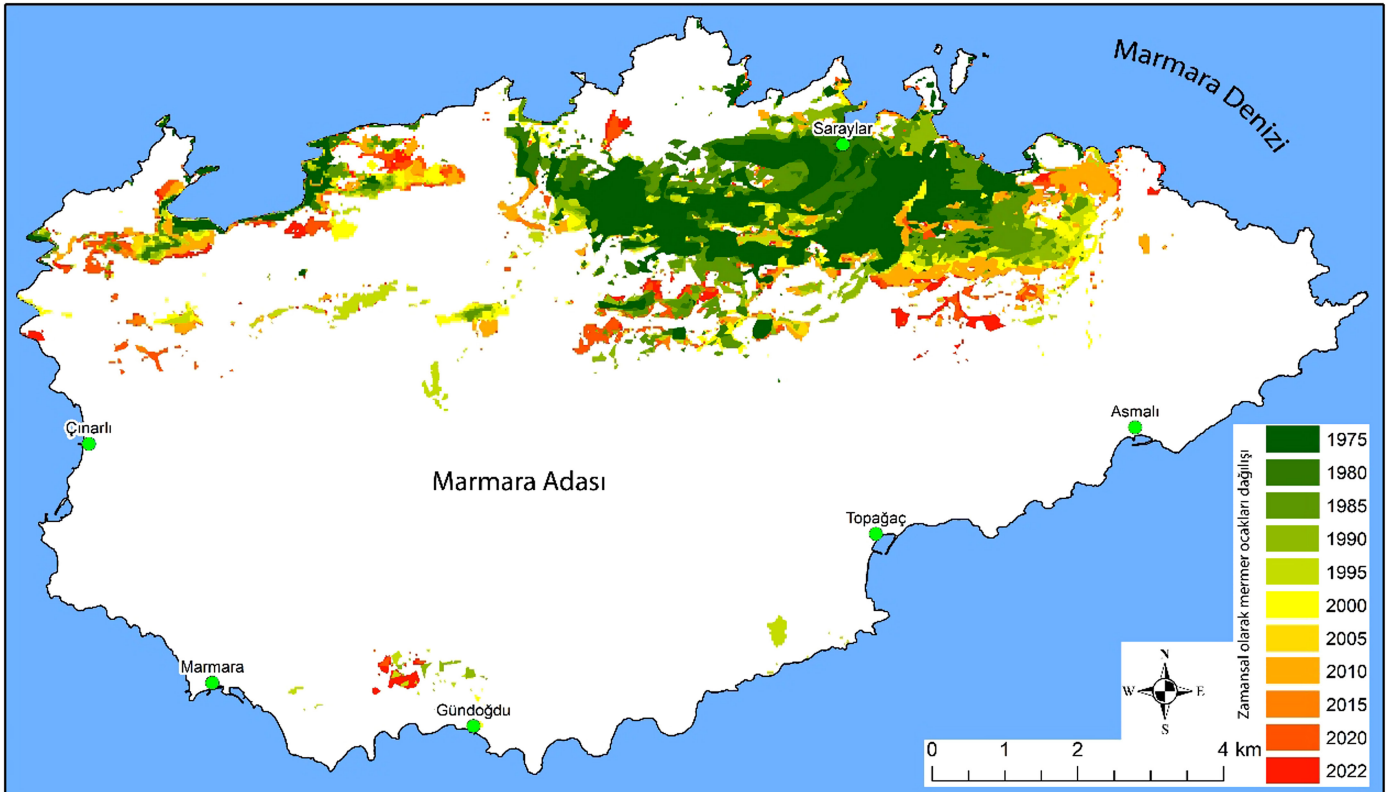 Marmara Denizi
Saraylar
Çınarlı
Asmalı
Marmara Adası
Topağaç
Marmara
Gündoğdu
Zamansal olarak mermer ocakları dağılışı
1975
1980
1985
1990
1995
2000
2005
2010
2015
2020
2022
N
W E
S
0 1 2 4 km